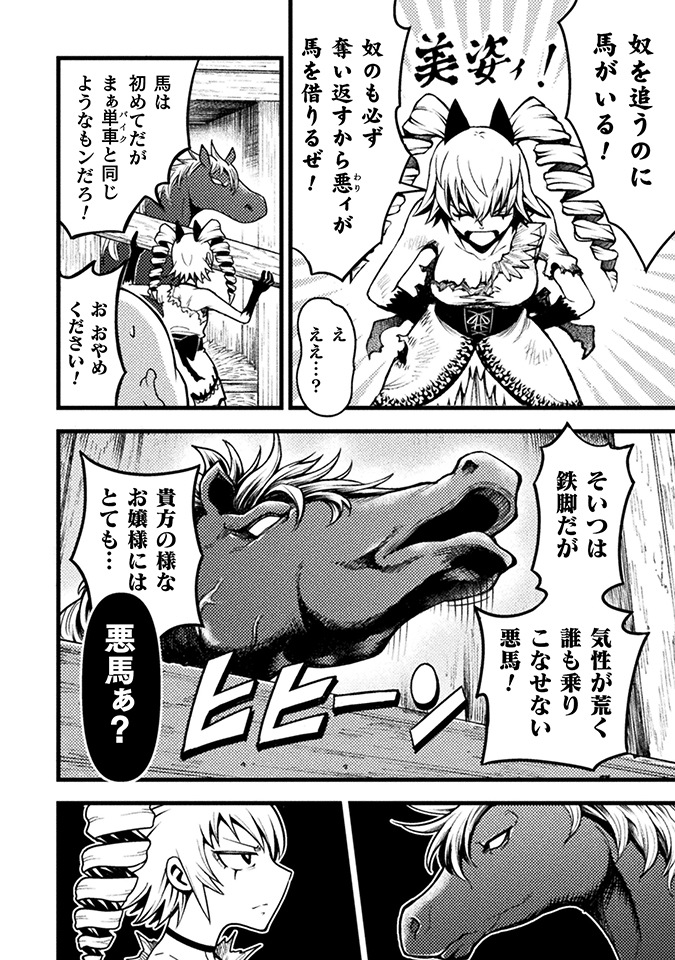 奴を追うのに
馬がいる!
美姿ィ!
奴のも必ず
奪い返すから悪ィが
わり
馬を借りるぜ!
え
ええ…?
馬は
初めてだが
まぁ単車と同じ
バイク
ようなもンだろ!
お おやめ
ください!
そいつは
鉄脚だが
気性が荒く
誰も乗り
こなせない
悪馬!
ヒヒーン
貴方の様な
お嬢様には
とても…
悪馬ぁ?